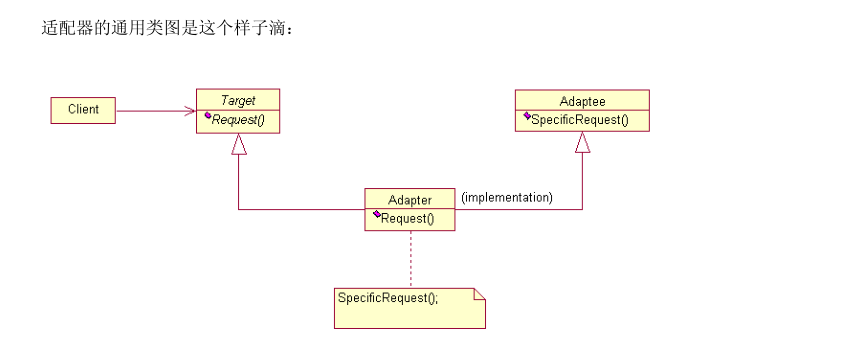 适配器的通用类图是这个样子滴：
Client
Target
Request()
Adaptee
SpecificRequest()
Adapter
Request()
(implementation)
SpecificRequest();